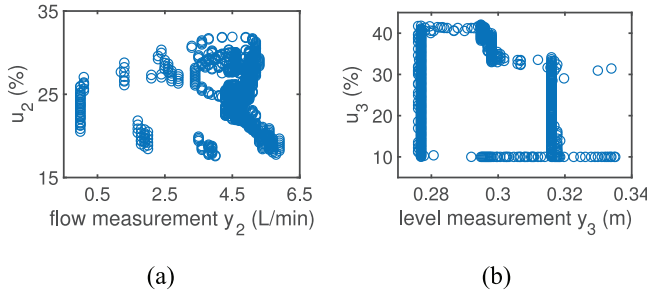 35
25
15
u₂ (%)
0.5 2.5 4.5 6.5
flow measurement y₂ (L/min)
(a)
40
30
20
10
u₃ (%)
0.28 0.3 0.32 0.34
level measurement y₃ (m)
(b)